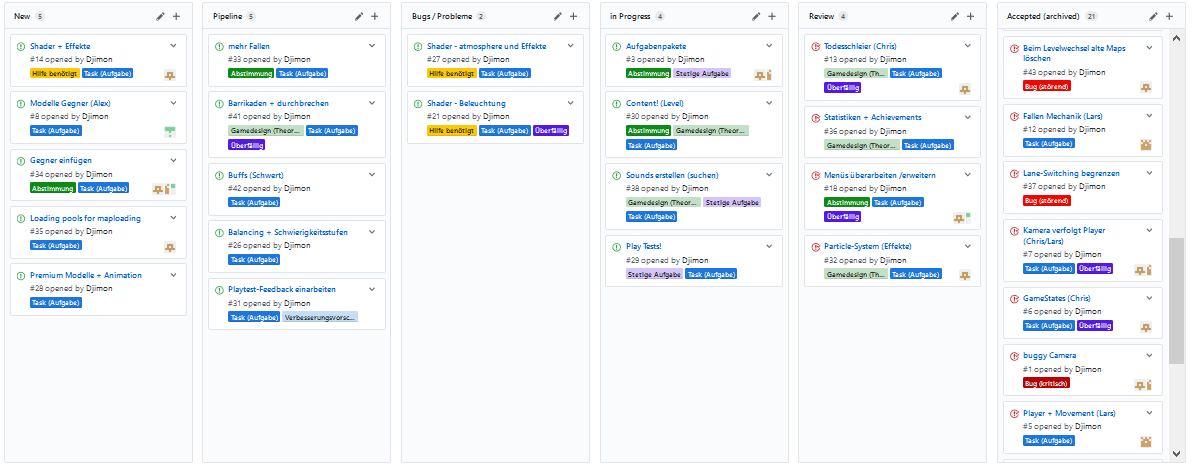 New 5
Shader + Effekte
#14 opened by Djimon
Hilfe benötigt Task (Aufgabe)
Modelle Gegner (Alex)
#8 opened by Djimon
Task (Aufgabe)
Gegner einfügen
#34 opened by Djimon
Abstimmung Task (Aufgabe)
Loading pools for maploading
#35 opened by Djimon
Task (Aufgabe)
Premium Modelle + Animation
#28 opened by Djimon
Task (Aufgabe)
Pipeline 5
mehr Fallen
#33 opened by Djimon
Abstimmung Task (Aufgabe)
Barrikaden + durchbrechen
#41 opened by Djimon
Gamedesign (Theor... Task (Aufgabe)
Überfällig
Buffs (Schwert)
#42 opened by Djimon
Task (Aufgabe)
Balancing + Schwierigkeitsstufen
#26 opened by Djimon
Task (Aufgabe)
Playtest-Feedback einarbeiten
#31 opened by Djimon
Task (Aufgabe) Verbesserungsvorsc...
Bugs / Probleme 2
Shader - atmosphere und Effekte
#27 opened by Djimon
Hilfe benötigt Task (Aufgabe)
Shader - Beleuchtung
#21 opened by Djimon
Hilfe benötigt Task (Aufgabe) Überfällig
in Progress 4
Aufgabenpakete
#3 opened by Djimon
Abstimmung Stetige Aufgabe
Content! (Level)
#30 opened by Djimon
Abstimmung Gamedesign (Theor...
Task (Aufgabe)
Sounds erstellen (suchen)
#38 opened by Djimon
Gamedesign (Theor... Stetige Aufgabe
Task (Aufgabe)
Play Tests!
#29 opened by Djimon
Stetige Aufgabe Task (Aufgabe)
Review 4
Todesschleier (Chris)
#13 opened by Djimon
Gamedesign (Th... Task (Aufgabe)
Überfällig
Statistiken + Achievements
#36 opened by Djimon
Gamedesign (Theor... Task (Aufgabe)
Menüs überarbeiten /erweitern
#18 opened by Djimon
Abstimmung Task (Aufgabe)
Überfällig
Particle-System (Effekte)
#32 opened by Djimon
Gamedesign (Th... Task (Aufgabe)
Accepted (archived) 21
Beim Levelwechsel alte Maps
löschen
#43 opened by Djimon
Bug (störend)
Fallen Mechanik (Lars)
#12 opened by Djimon
Task (Aufgabe)
Lane-Switching begrenzen
#37 opened by Djimon
Bug (störend)
Kamera verfolgt Player
(Chris/Lars)
#7 opened by Djimon
Task (Aufgabe) Überfällig
GameStates (Chris)
#6 opened by Djimon
Task (Aufgabe) Überfällig
buggy Camera
#1 opened by Djimon
Bug (kritisch)
Player + Movement (Lars)
#5 opened by Djimon
Task (Aufgabe)